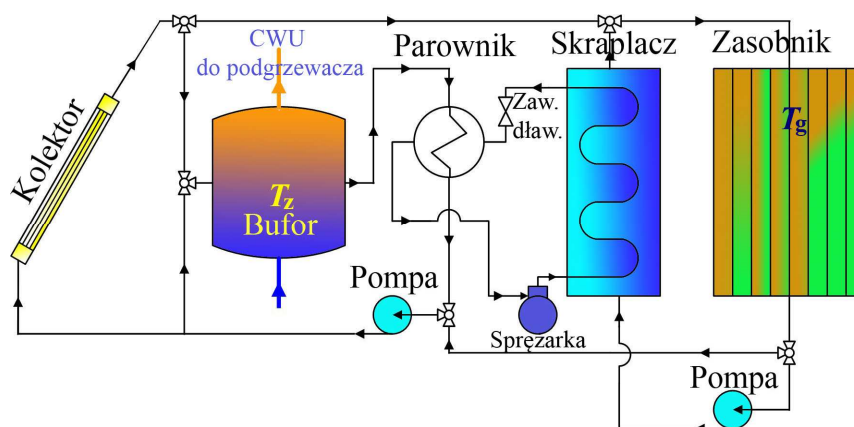 CWU
do podgrzewacza
Parownik
Skraplacz
Zasobnik
Kolektor
Zaw.
dław.
Tg
Tz
Bufor
Pompa
Sprężarka
Pompa